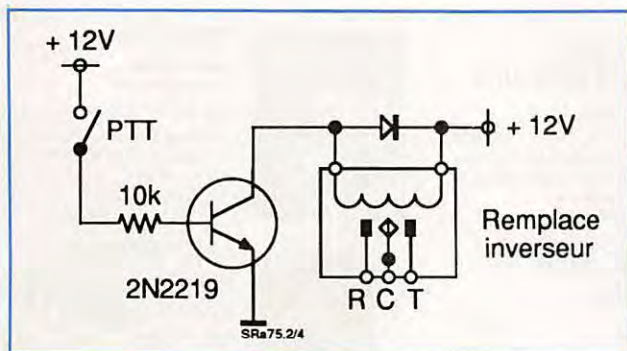 + 12V
PTT
10k
2N2219
SRa75.2/4
+ 12V
Remplace
inverseur
R C T